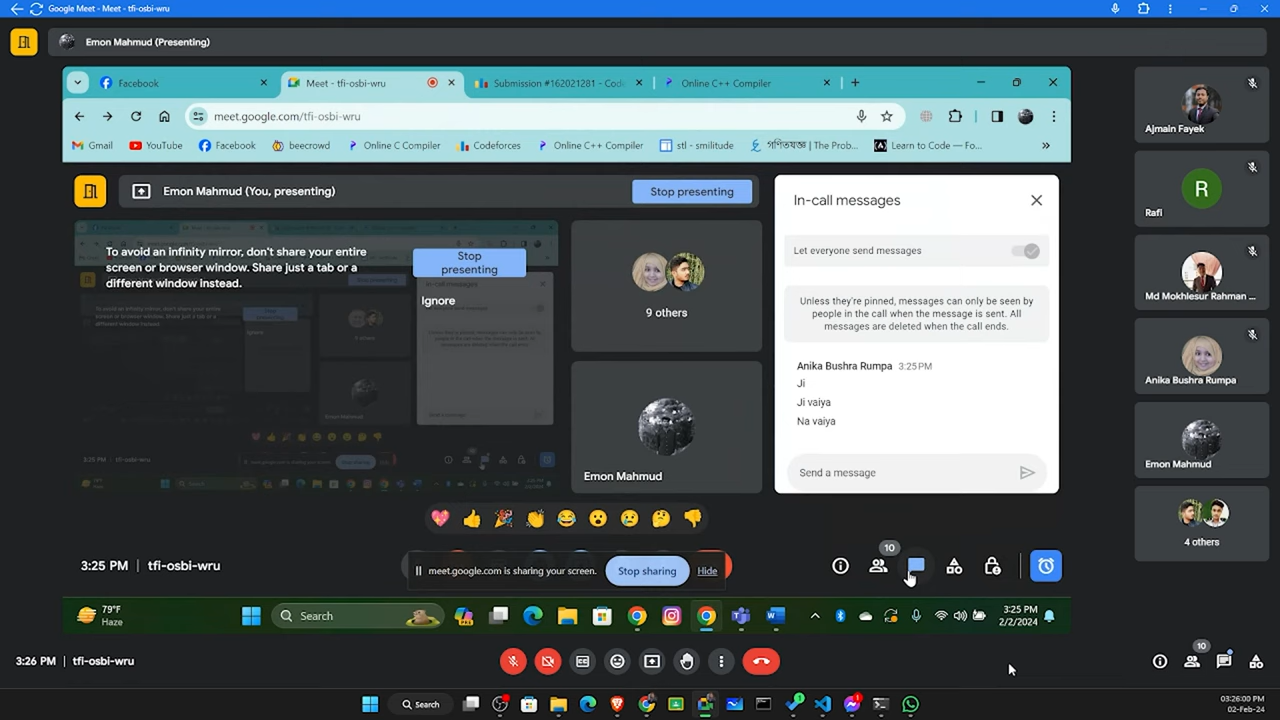 Google Meet - Meet - tfi-osbi-wru
Emon Mahmud (Presenting)
Facebook
Meet - tfi-osbi-wru
Submission #162021281 - Code
Online C++ Compiler
meet.google.com/tfi-osbi-wru
Gmail
YouTube
Facebook
beecrowd
Online C Compiler
Codeforces
Online C++ Compiler
stl - smilitude
গণিতযজ্ঞ | The Prob...
Learn to Code — Fo...
Emon Mahmud (You, presenting)
Stop presenting
To avoid an infinity mirror, don't share your entire
screen or browser window. Share just a tab or a
different window instead.
Stop
presenting
Ignore
9 others
Emon Mahmud
In-call messages
Let everyone send messages
Unless they're pinned, messages can only be seen by
people in the call when the message is sent. All
messages are deleted when the call ends.
Anika Bushra Rumpa 3:25 PM
Ji
Ji vaiya
Na vaiya
Send a message
3:25 PM | tfi-osbi-wru
meet.google.com is sharing your screen.
Stop sharing
Hide
10
79°F
Haze
Search
3:25 PM
2/2/2024
Ajmain Fayek
R
Rafi
Md Mokhlesur Rahman ...
Anika Bushra Rumpa
Emon Mahmud
4 others
3:26 PM | tfi-osbi-wru
10
Search
03:26:00 PM
02-Feb-24